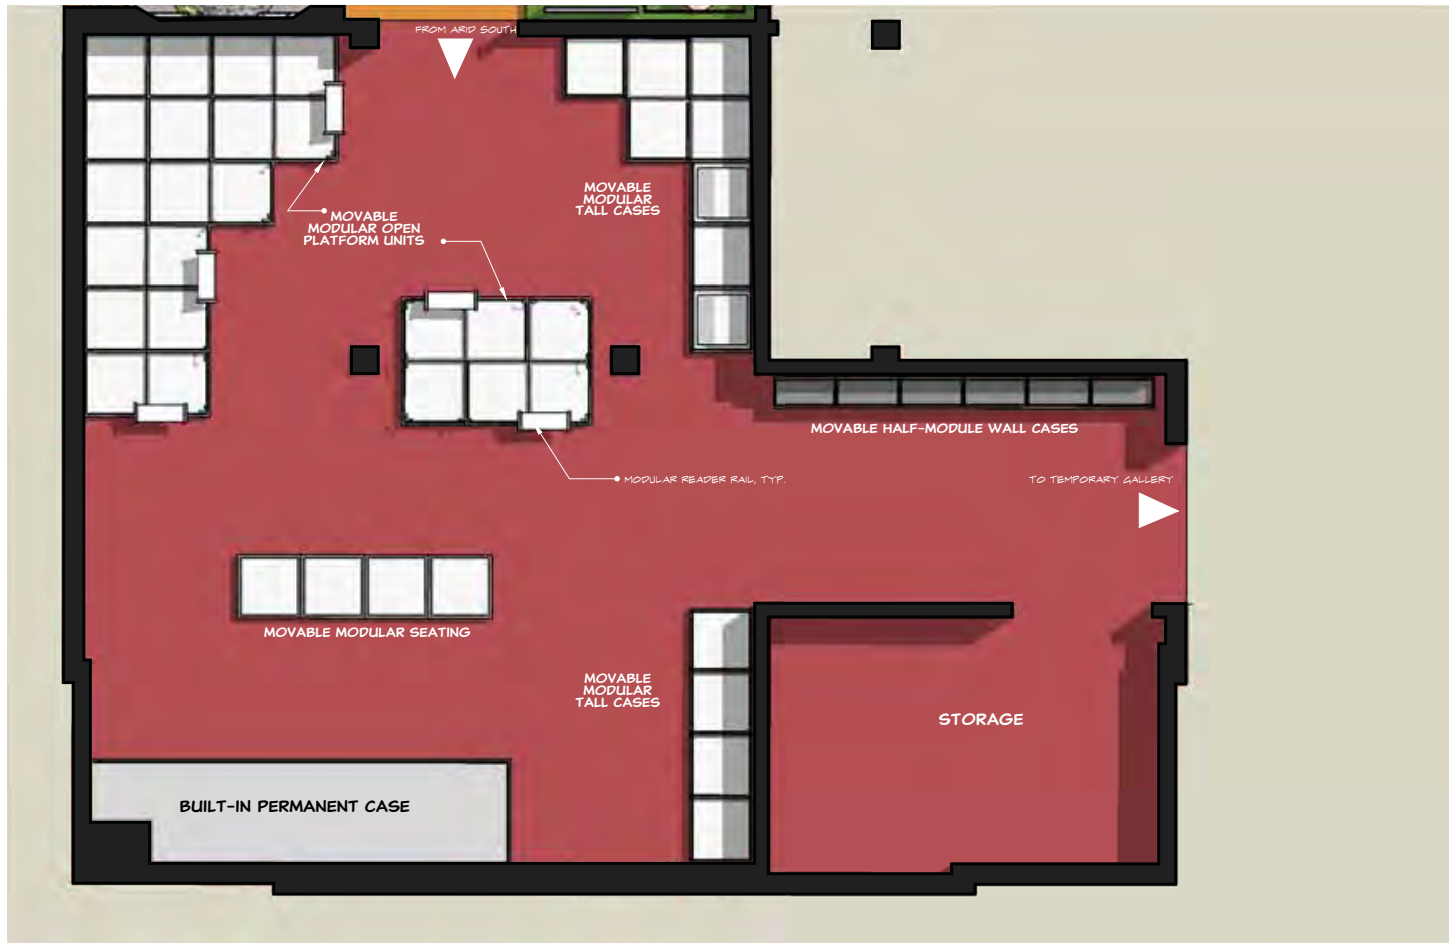 FROM ARID SOUTH
MOVABLE
MODULAR
TALL CASES
MOVABLE
MODULAR OPEN
PLATFORM UNITS
MOVABLE HALF-MODULE WALL CASES
MODULAR READER RAIL, TYP.
TO TEMPORARY GALLERY
MOVABLE MODULAR SEATING
MOVABLE
MODULAR
TALL CASES
STORAGE
BUILT-IN PERMANENT CASE